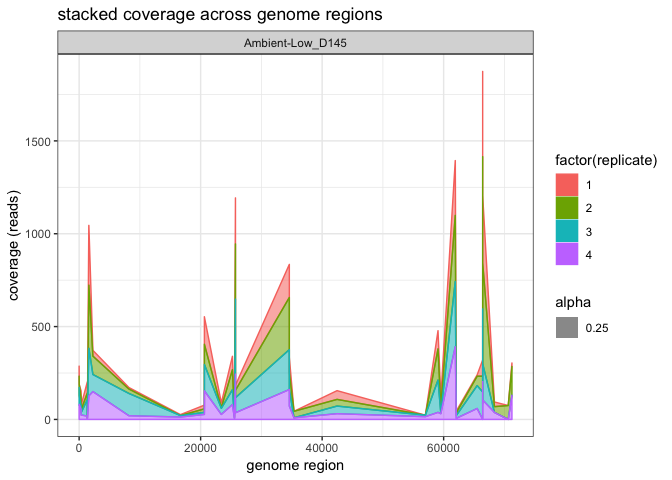 stacked coverage across genome regions
Ambient-Low_D145
coverage (reads)
1500
1000
500
0
0
20000
40000
60000
genome region
factor(replicate)
1
2
3
4
alpha
0.25